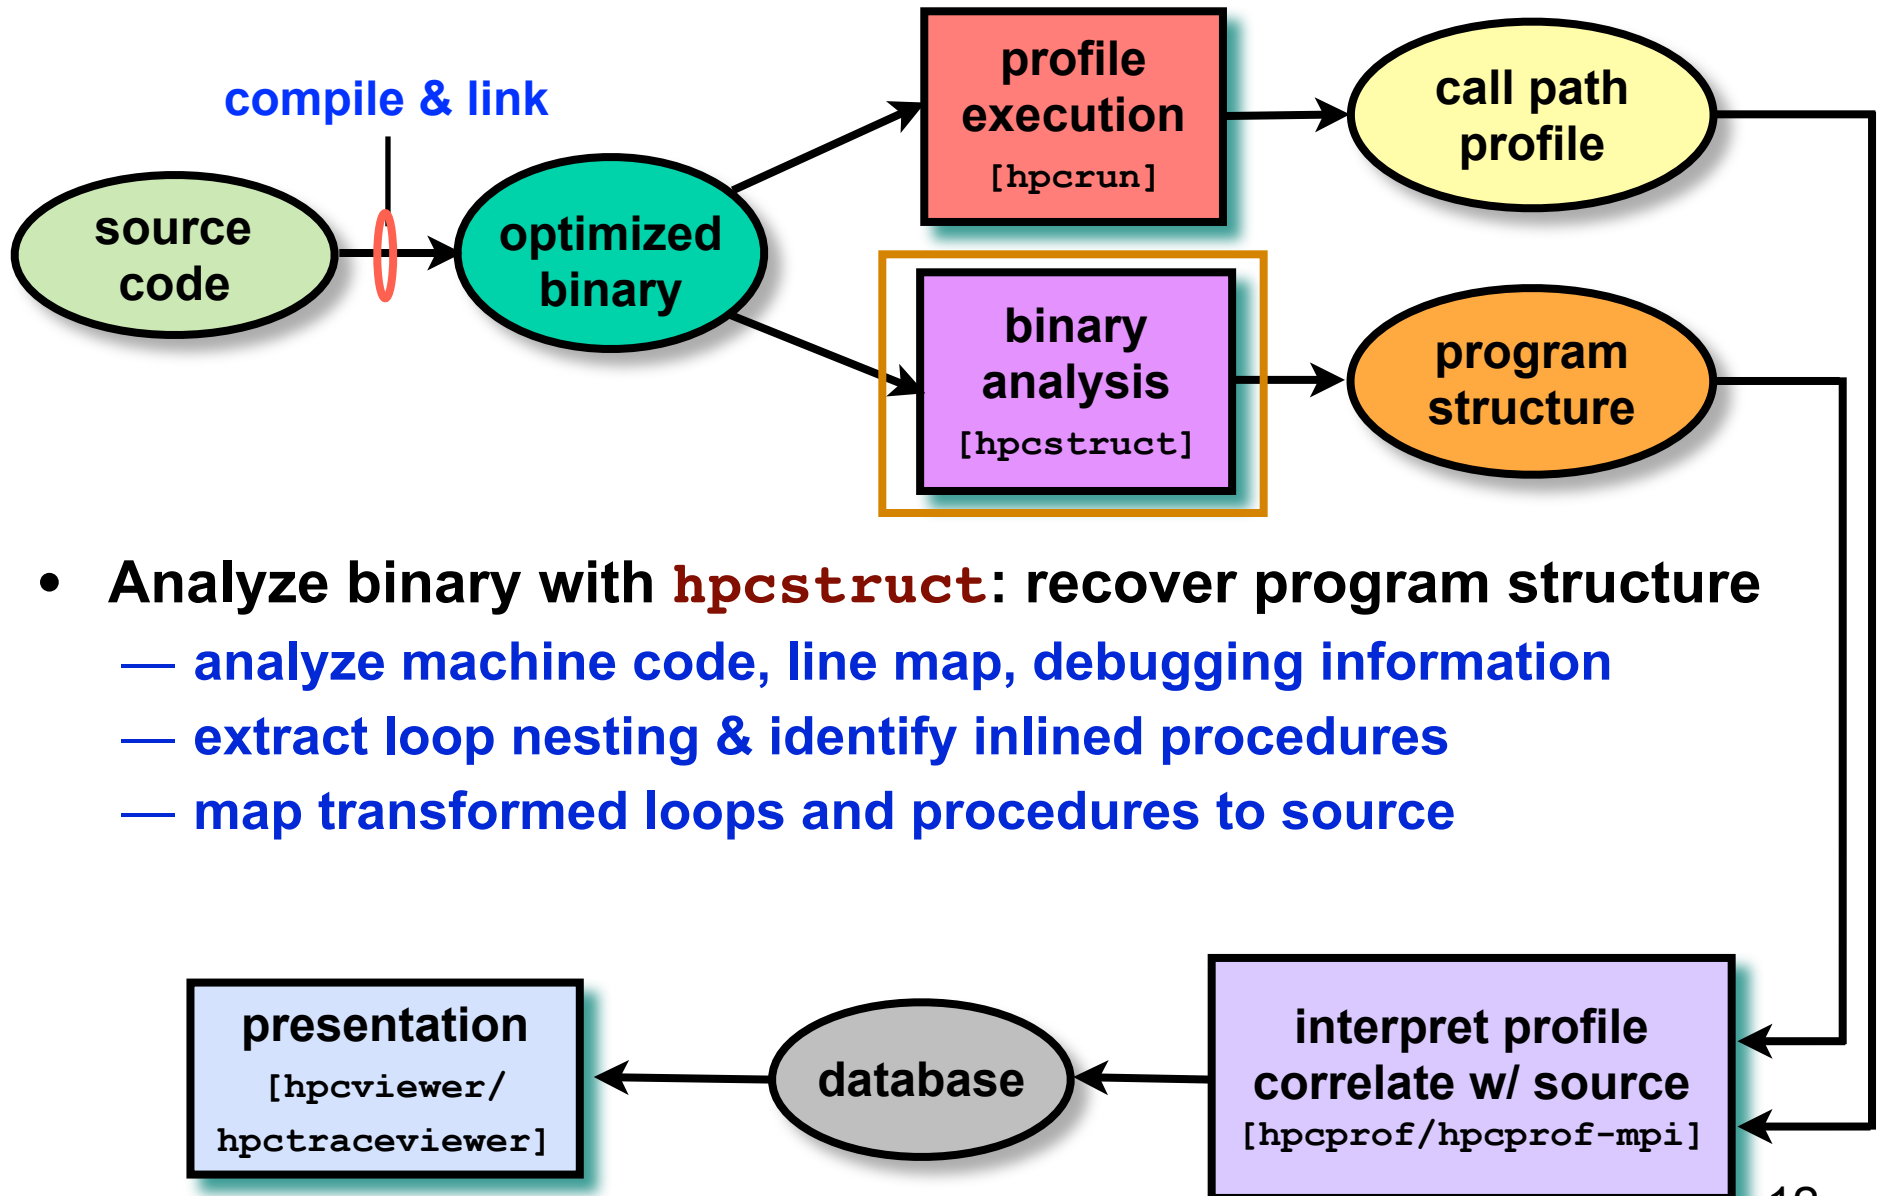 compile & link
source
code
optimized
binary
profile
execution
[hpcrun]
call path
profile
binary
analysis
[hpcstruct]
program
structure
• Analyze binary with hpcstruct: recover program structure
— analyze machine code, line map, debugging information
— extract loop nesting & identify inlined procedures
— map transformed loops and procedures to source
presentation
[hpcviewer/
hpctraceviewer]
database
interpret profile
correlate w/ source
[hpcprof/hpcprof-mpi]